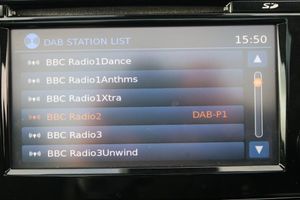 SD
DAB STATION LIST 15:50
BBC Radio1Dance
BBC Radio1Anthms
BBC Radio1Xtra
BBC Radio2 DAB-P1
BBC Radio3
BBC Radio3Unwind